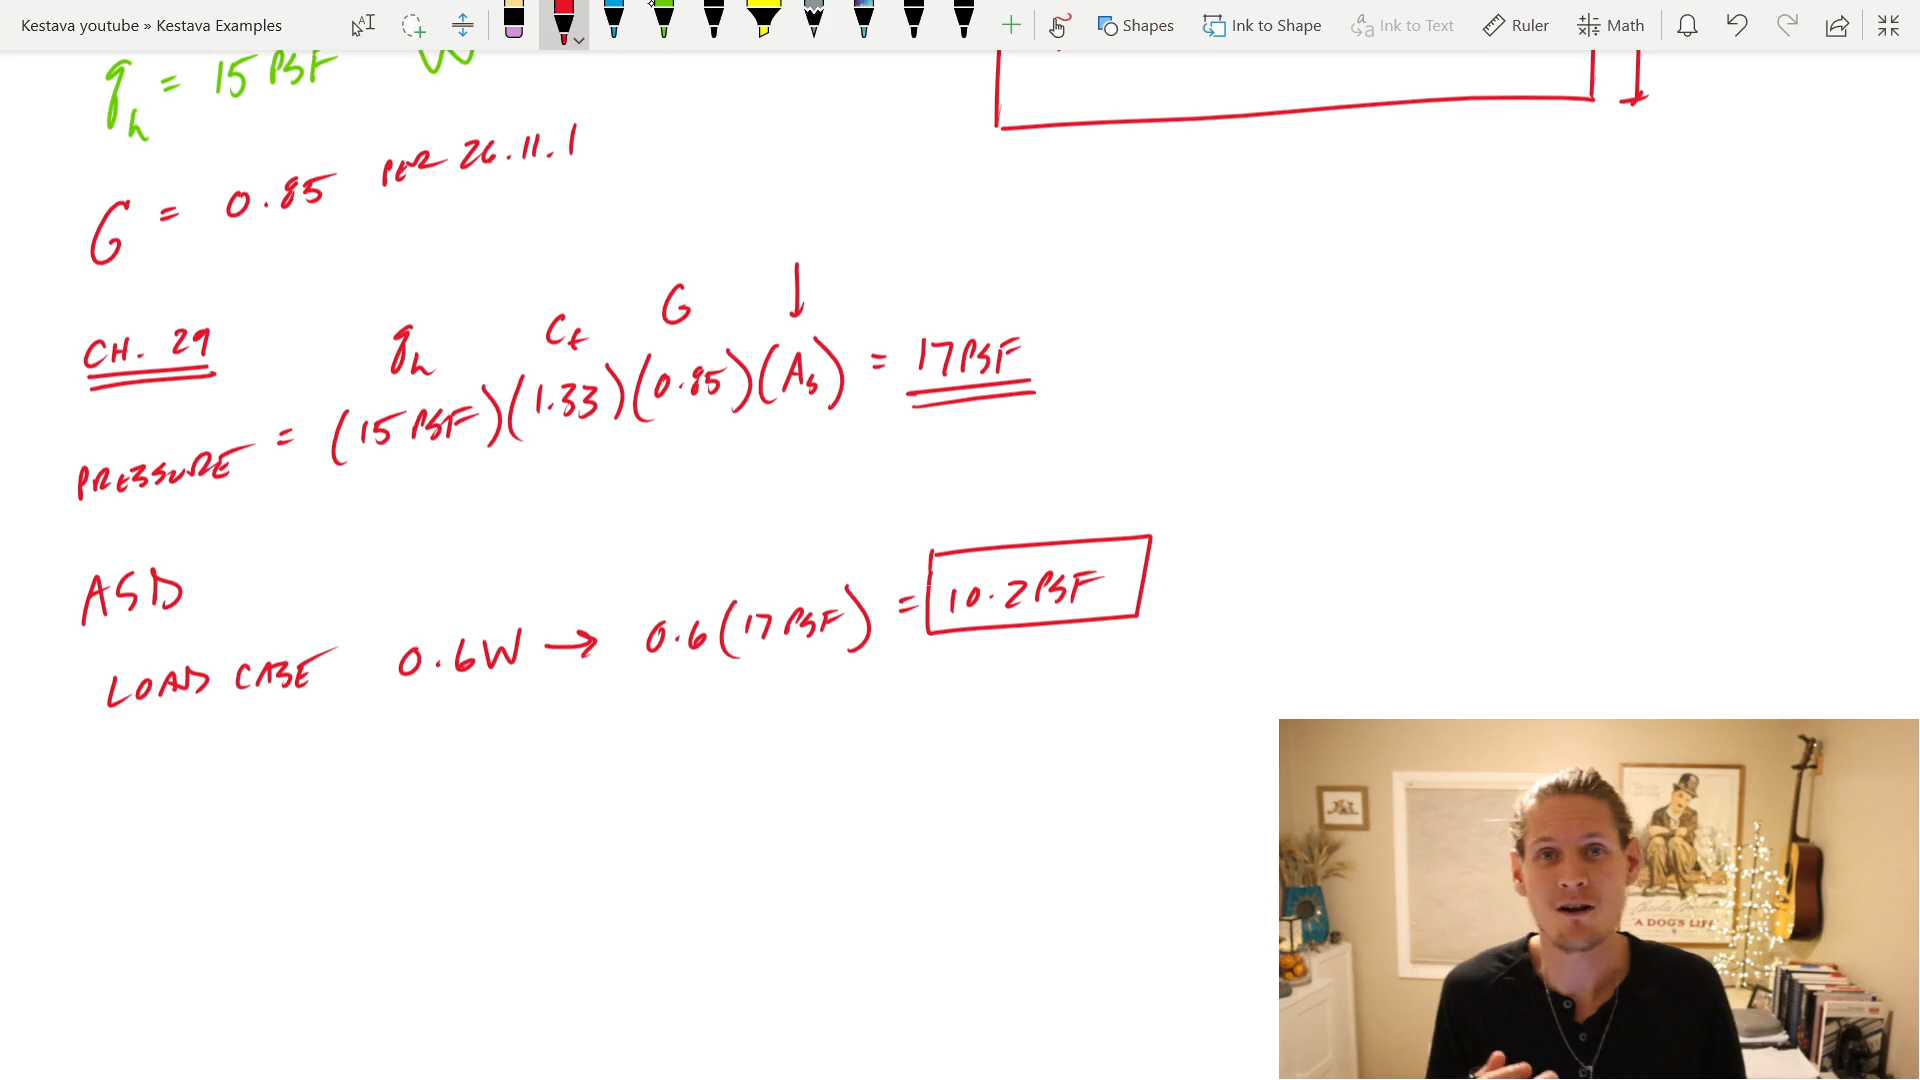 Kestava youtube » Kestava Examples
Shapes
Ink to Shape
Ink to Text
Ruler
Math
qh = 15 PSF W
G = 0.85 PER 26.11.1
CH. 29
qh Cf G
PRESSURE = (15 PSF)(1.33)(0.85)(As) = 17 PSF
ASD
LOAD CASE 0.6W → 0.6(17 PSF) = 10.2 PSF
"A DOG'S LIFE